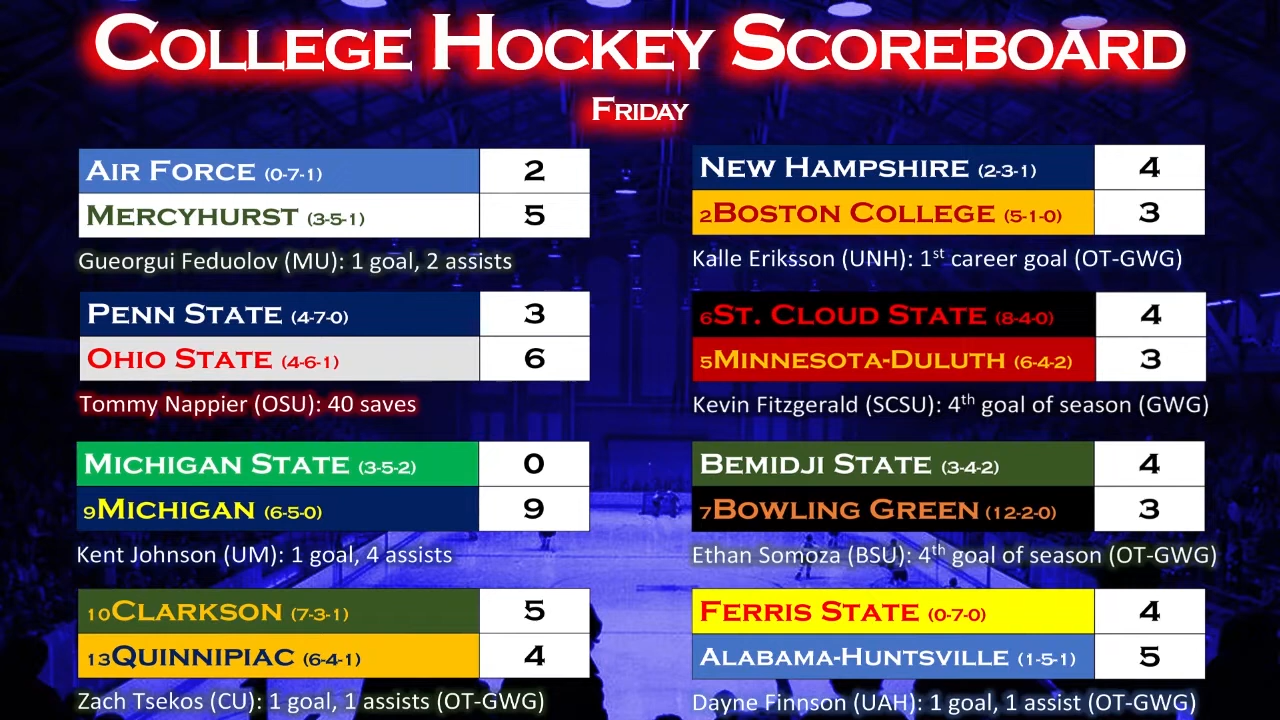 College Hockey Scoreboard
Friday
Air Force (0-7-1) 2
Mercyhurst (3-5-1) 5
Gueorgui Feduolov (MU): 1 goal, 2 assists
Penn State (4-7-0) 3
Ohio State (4-6-1) 6
Tommy Nappier (OSU): 40 saves
Michigan State (3-5-2) 0
9Michigan (6-5-0) 9
Kent Johnson (UM): 1 goal, 4 assists
10Clarkson (7-3-1) 5
13Quinnipiac (6-4-1) 4
Zach Tsekos (CU): 1 goal, 1 assists (OT-GWG)
New Hampshire (2-3-1) 4
2Boston College (5-1-0) 3
Kalle Eriksson (UNH): 1st career goal (OT-GWG)
6St. Cloud State (8-4-0) 4
5Minnesota-Duluth (6-4-2) 3
Kevin Fitzgerald (SCSU): 4th goal of season (GWG)
Bemidji State (3-4-2) 4
7Bowling Green (12-2-0) 3
Ethan Somoza (BSU): 4th goal of season (OT-GWG)
Ferris State (0-7-0) 4
Alabama-Huntsville (1-5-1) 5
Dayne Finnson (UAH): 1 goal, 1 assist (OT-GWG)